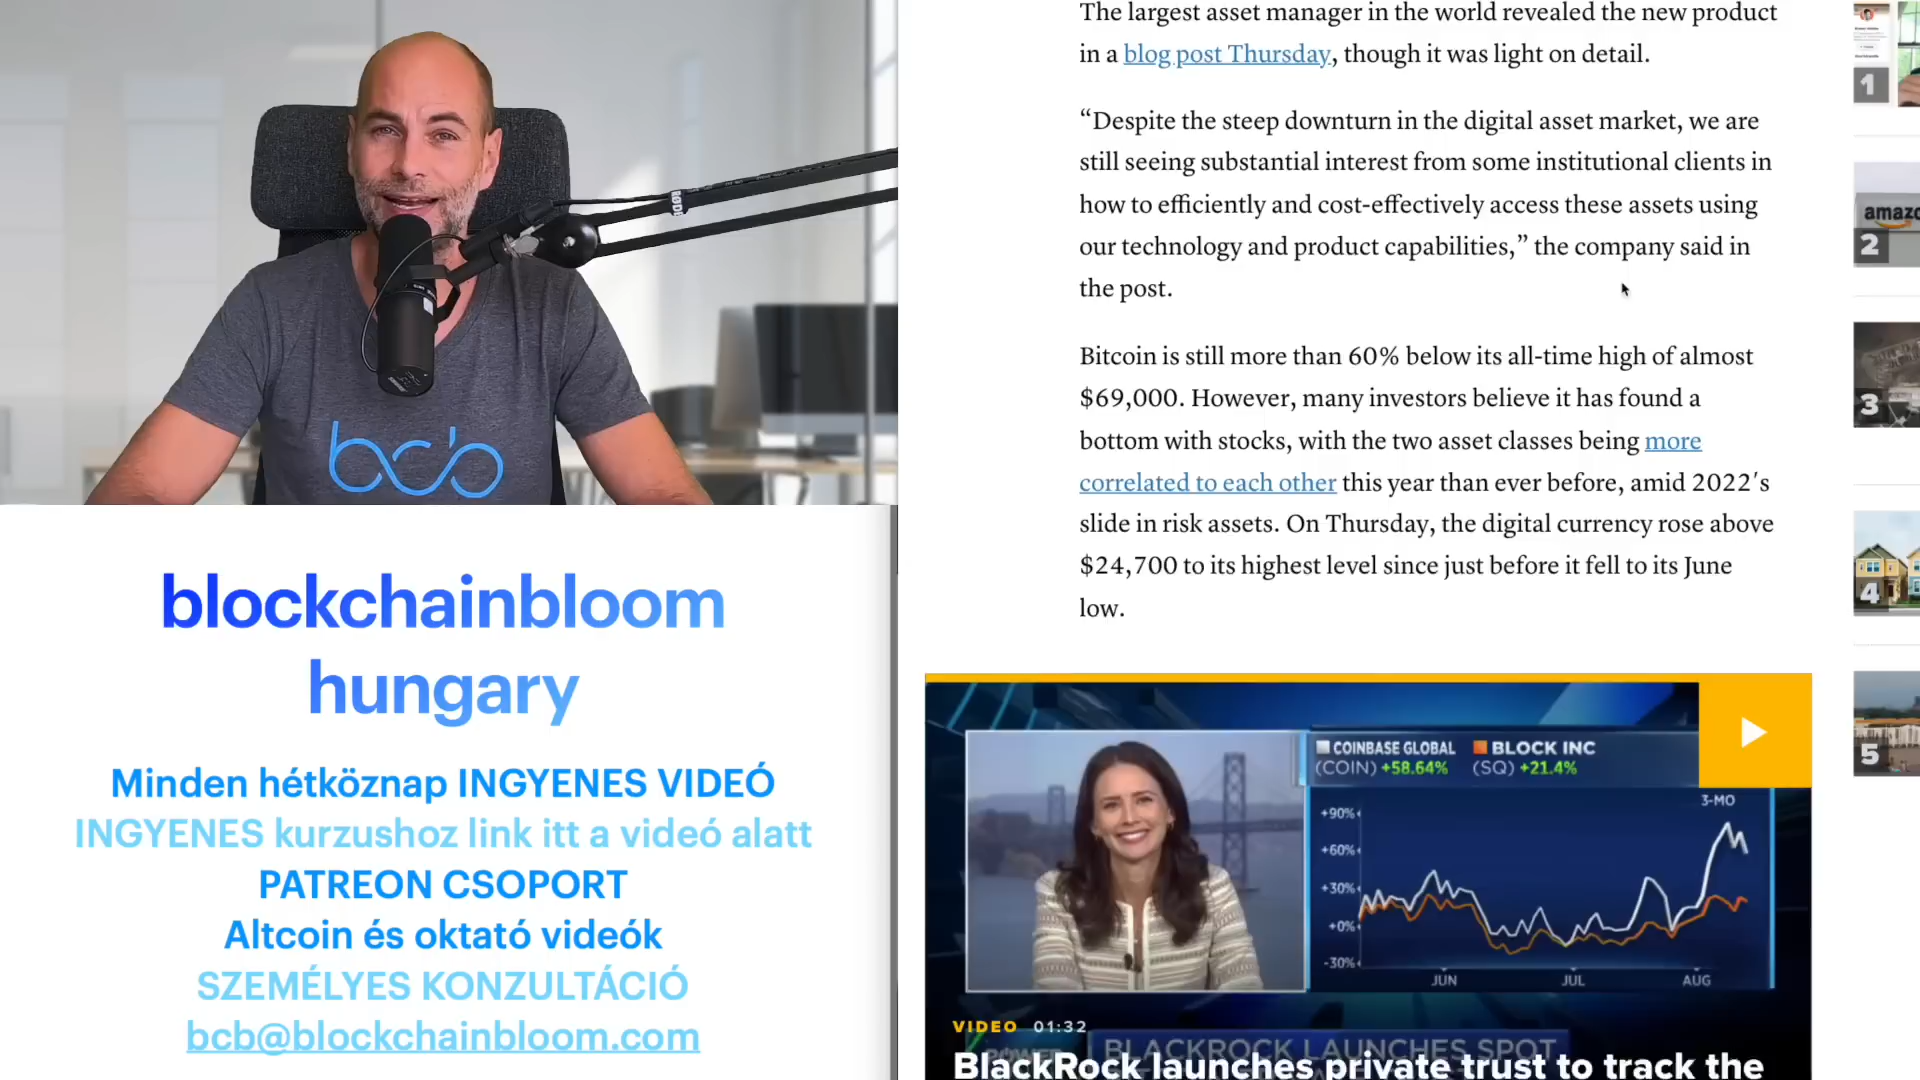 RØDE
bcb
blockchainbloom
hungary
Minden hétköznap INGYENES VIDEÓ
INGYENES kurzushoz link itt a videó alatt
PATREON CSOPORT
Altcoin és oktató videók
SZEMÉLYES KONZULTÁCIÓ
bcb@blockchainbloom.com
The largest asset manager in the world revealed the new product
in a blog post Thursday, though it was light on detail.
“Despite the steep downturn in the digital asset market, we are
still seeing substantial interest from some institutional clients in
how to efficiently and cost-effectively access these assets using
our technology and product capabilities,” the company said in
the post.
Bitcoin is still more than 60% below its all-time high of almost
$69,000. However, many investors believe it has found a
bottom with stocks, with the two asset classes being more
correlated to each other this year than ever before, amid 2022’s
slide in risk assets. On Thursday, the digital currency rose above
$24,700 to its highest level since just before it fell to its June
low.
COINBASE GLOBAL
(COIN) +58.64%
BLOCK INC
(SQ) +21.4%
3-MO
+90%
+60%
+30%
+0%
-30%
JUN JUL AUG
VIDEO 01:32
POWER
BLACKROCK LAUNCHES SPOT
BlackRock launches private trust to track the
1
amazo
2
3
4
5